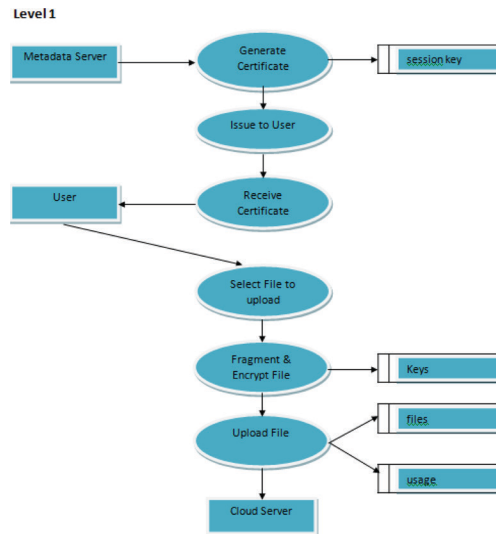 Level 1
Metadata Server
Generate
Certificate
session key
Issue to User
User
Receive
Certificate
Select File to
upload
Fragment &
Encrypt File
Keys
Upload File
files
usage
Cloud Server